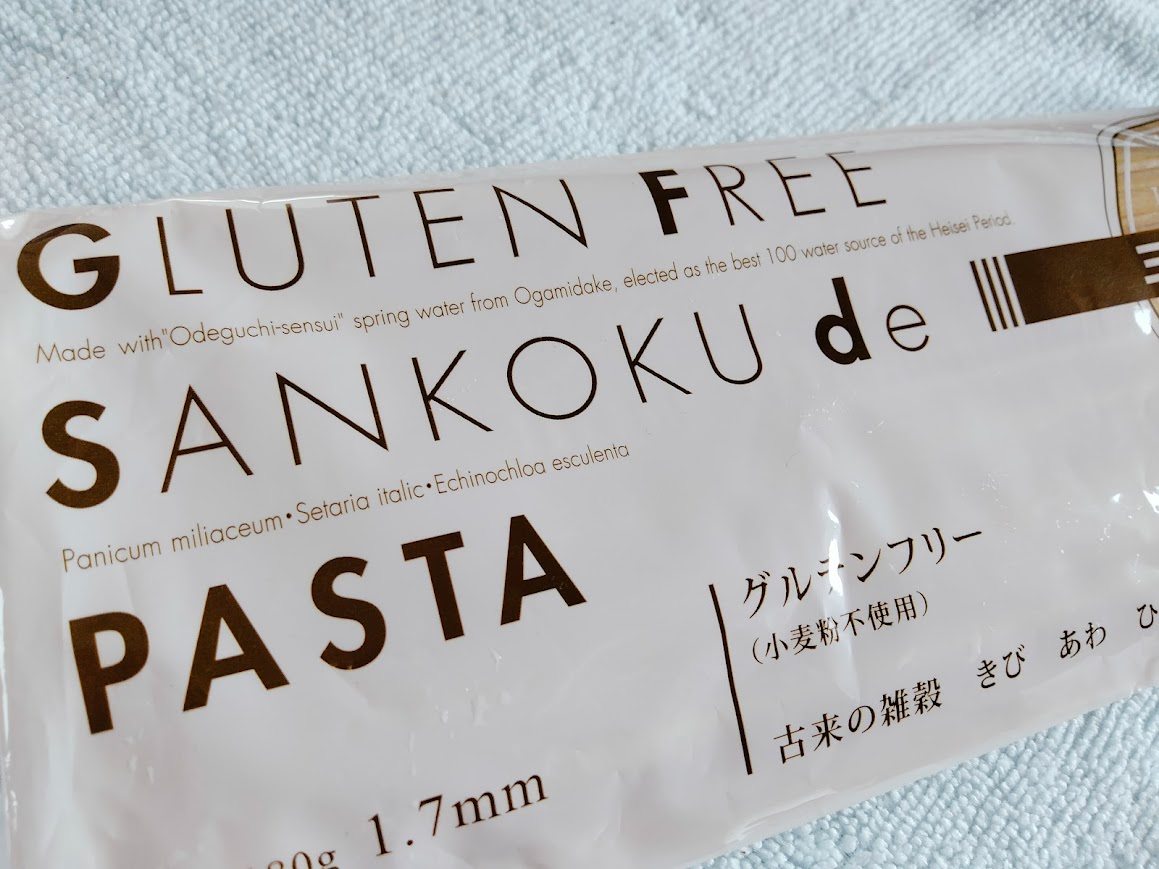 GLUTEN FREE
Made with"Odeguchi-sensui" spring water from Ogamidake, elected as the best 100 water source of the Heisei Period.
SANKOKU de
Panicum miliaceum・Setaria italic・Echinochloa esculenta
PASTA
グルテンフリー
（小麦粉不使用）
古来の雑穀 きび あわ ひ
1.7mm